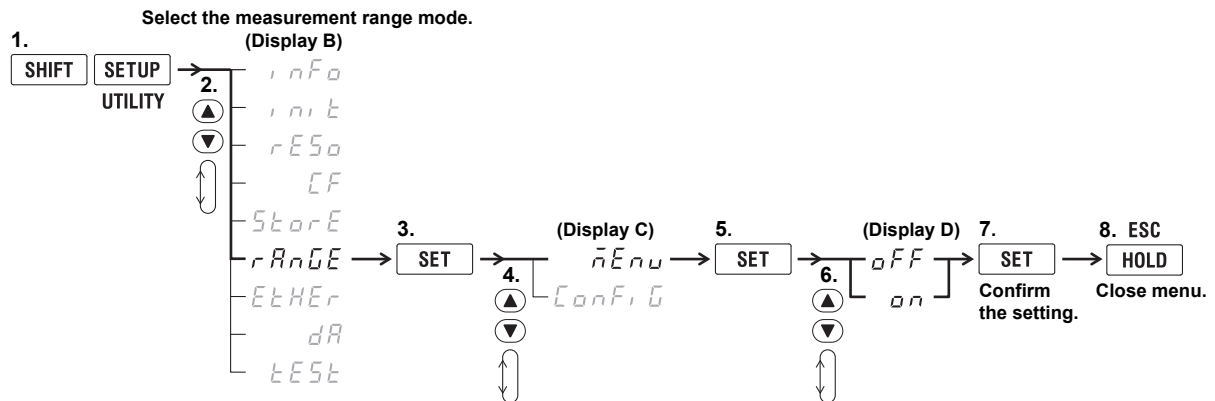 Select the measurement range mode.
1.
(Display B)
SHIFT
SETUP
UTILITY
2.
inFo
init
rESo
CF
StorE
rAnGE
EtHEr
dA
tESt
3.
SET
4.
(Display C)
mEnu
ConFiG
5.
SET
6.
(Display D)
oFF
on
7.
SET
Confirm
the setting.
8. ESC
HOLD
Close menu.